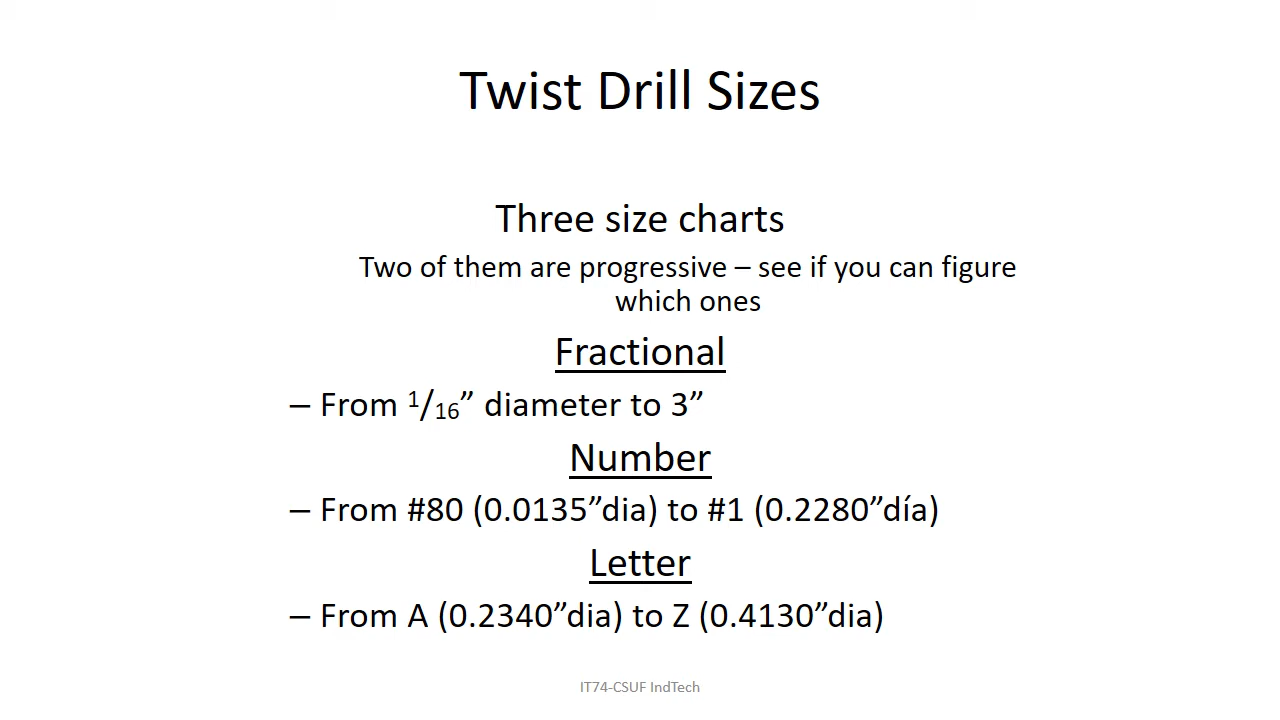 Twist Drill Sizes
Three size charts
Two of them are progressive – see if you can figure
which ones
Fractional
– From 1/16” diameter to 3”
Number
– From #80 (0.0135”dia) to #1 (0.2280”día)
Letter
– From A (0.2340”dia) to Z (0.4130”dia)
IT74-CSUF IndTech